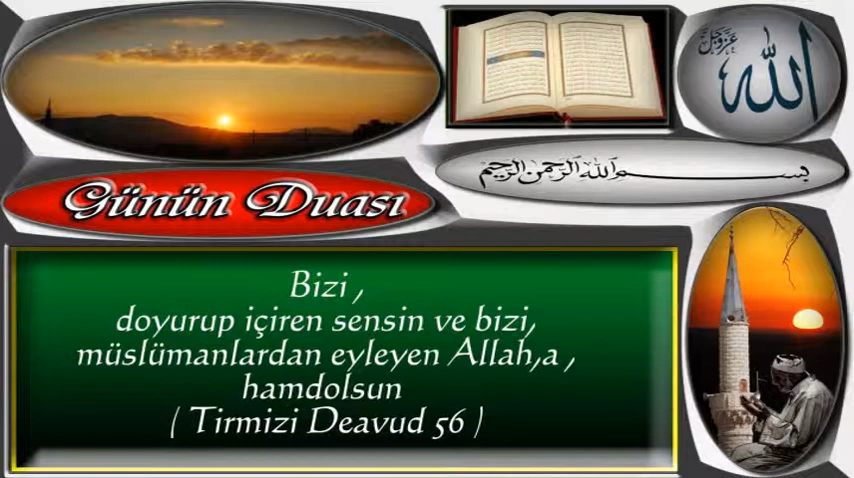 الله
عز وجل
بسم الله الرحمن الرحيم
Günün Duası
Bizi ,
doyurup içiren sensin ve bizi,
müslümanlardan eyleyen Allah,a ,
hamdolsun
( Tirmizi Deavud 56 )